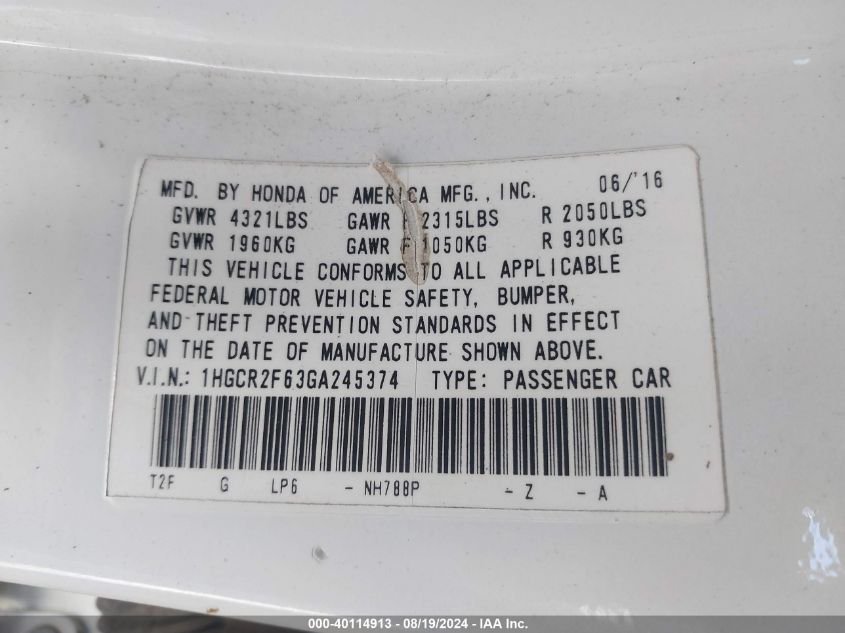 MFD. BY HONDA OF AMERICA MFG., INC. 06/'16
GVWR 4321LBS GAWR F 2315LBS R 2050LBS
GVWR 1960KG GAWR F 1050KG R 930KG
THIS VEHICLE CONFORMS TO ALL APPLICABLE
FEDERAL MOTOR VEHICLE SAFETY, BUMPER,
AND THEFT PREVENTION STANDARDS IN EFFECT
ON THE DATE OF MANUFACTURE SHOWN ABOVE.
V.I.N.: 1HGCR2F63GA245374 TYPE: PASSENGER CAR
T2F G LP6 - NH788P - Z - A
000-40114913 - 08/19/2024 - IAA Inc.